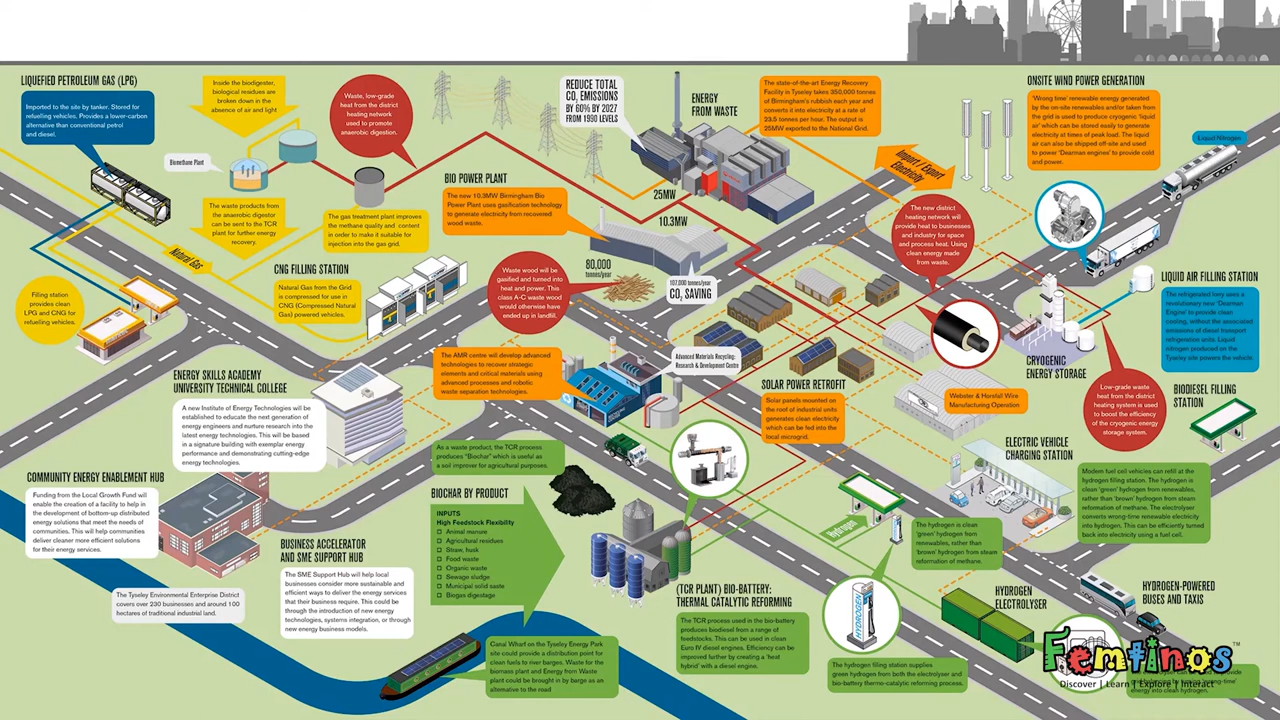 LIQUEFIED PETROLEUM GAS (LPG)
Imported to the site by tanker. Stored for
refuelling vehicles. Provides a lower-carbon
alternative than conventional petrol
and diesel.
Inside the biodigester,
biological residues are
broken down in the
absence of air and light
Waste, low-grade
heat from the district
heating network
used to promote
anaerobic digestion.
REDUCE TOTAL
CO2 EMISSIONS
BY 60% BY 2027
FROM 1990 LEVELS
ENERGY
FROM WASTE
The state-of-the-art Energy Recovery
Facility in Tyseley takes 350,000 tonnes
of Birmingham's rubbish each year and
converts it into electricity at a rate of
23.5 tonnes per hour. The output is
25MW exported to the National Grid.
ONSITE WIND POWER GENERATION
'Wrong time' renewable energy generated
by the on-site renewables and/or taken from
the grid is used to produce cryogenic 'liquid
air' which can be stored easily to generate
electricity at times of peak load. The liquid
air can also be shipped off-site and used
to power 'Dearman engines' to provide cold
and power.
Liquid Nitrogen
Import / Export
Electricity
Biomethane Plant
The waste products from
the anaerobic digestor
can be sent to the TCR
plant for further energy
recovery.
The gas treatment plant improves
the methane quality and content
in order to make it suitable for
injection into the gas grid.
Natural Gas
BIO POWER PLANT
The new 10.3MW Birmingham Bio
Power Plant uses gasification technology
to generate electricity from recovered
wood waste.
25MW
10.3MW
The new district
heating network will
provide heat to businesses
and industry for space
and process heat. Using
clean energy made
from waste.
CNG FILLING STATION
Natural Gas from the Grid
is compressed for use in
CNG (Compressed Natural
Gas) powered vehicles.
Waste wood will be
gasified and turned into
heat and power. This
class A-C waste wood
would otherwise have
ended up in landfill.
80,000
tonnes/year
107,000 tonnes/year
CO2 SAVING
LIQUID AIR FILL STATION
The refrigerated lorry uses a
revolutionary new 'Dearman
Engine' to provide clean
cooling, without the associated
emissions of diesel transport
refrigeration units. Liquid
nitrogen produced on the
Tyseley site powers the vehicle.
Filling station
provides clean
LPG and CNG for
refueling vehicles.
CRYOGENIC
ENERGY STORAGE
The AMR centre will develop advanced
technologies to recover strategic
elements and critical materials using
advanced processes and robotic
waste separation technologies.
Advanced Materials Recycling:
Research & Development Centre
SOLAR POWER RETROFIT
Solar panels mounted on
the roof of industrial units
generates clean electricity
which can be fed into the
local microgrid.
Webster & Horsfall Wire
Manufacturing Operation
Low-grade waste
heat from the district
heating system is used
to boost the efficiency
of the cryogenic energy
storage system.
BIODIESEL FILLING
STATION
ENERGY SKILLS ACADEMY
UNIVERSITY TECHNICAL COLLEGE
A new Institute of Energy Technologies will be
established to educate the next generation of
energy engineers and nurture research into the
latest energy technologies. This will be based
in a signature building with exemplar energy
performance and demonstrating cutting-edge
energy technologies.
As a waste product, the TCR process
produces "Biochar" which is useful as
a soil improver for agricultural purposes.
ELECTRIC VEHICLE
CHARGING STATION
Modern fuel cell vehicles can refill at the
hydrogen filling station. The hydrogen is
clean 'green' hydrogen from renewables,
rather than 'brown' hydrogen from steam
reformation of methane. The electrolyser
converts wrong-time renewable electricity
into hydrogen. This can be efficiently turned
back into electricity using a fuel cell.
COMMUNITY ENERGY ENABLEMENT HUB
Funding from the Local Growth Fund will
enable the creation of a facility to help in
the development of bottom-up distributed
energy solutions that meet the needs of
communities. This will help communities
deliver cleaner more efficient solutions
for their energy services.
BIOCHAR BY PRODUCT
INPUTS
High Feedstock Flexibility
Animal manure
Agricultural residues
Straw, husk
Food waste
Organic waste
Sewage sludge
Municipal solid saste
Biogas digestage
Hydrogen
The hydrogen is clean
'green' hydrogen from
renewables, rather than
'brown' hydrogen from steam
reformation of methane.
BUSINESS ACCELERATOR
AND SME SUPPORT HUB
The SME Support Hub will help local
businesses consider more sustainable and
efficient ways to deliver the energy services
that their business require. This could be
through the introduction of new energy
technologies, systems integration, or through
new energy business models.
The Tyseley Environmental Enterprise District
covers over 230 businesses and around 100
hectares of traditional industrial land.
(TCR PLANT) BIO-BATTERY:
THERMAL CATALYTIC REFORMING
The TCR process used in the bio-battery
produces biodiesel from a range of
feedstocks. This can be used in clean
Euro IV diesel engines. Efficiency can be
improved further by creating a 'heat
hybrid' with a diesel engine.
HYDROGEN
HYDROGEN
ELECTROLYSER
HYDROGEN-POWERED
BUSES AND TAXIS
Canal Wharf on the Tyseley Energy Park
site could provide a distribution point for
clean fuels to river barges. Waste for the
biomass plant and Energy from Waste
plant could be brought in by barge as an
alternative to the road
The hydrogen filling station supplies
green hydrogen from both the electrolyser and
bio-battery thermo-catalytic reforming process.
Femtinos™
Discover | Learn | Explore | Interact
energy' into clean hydrogen.